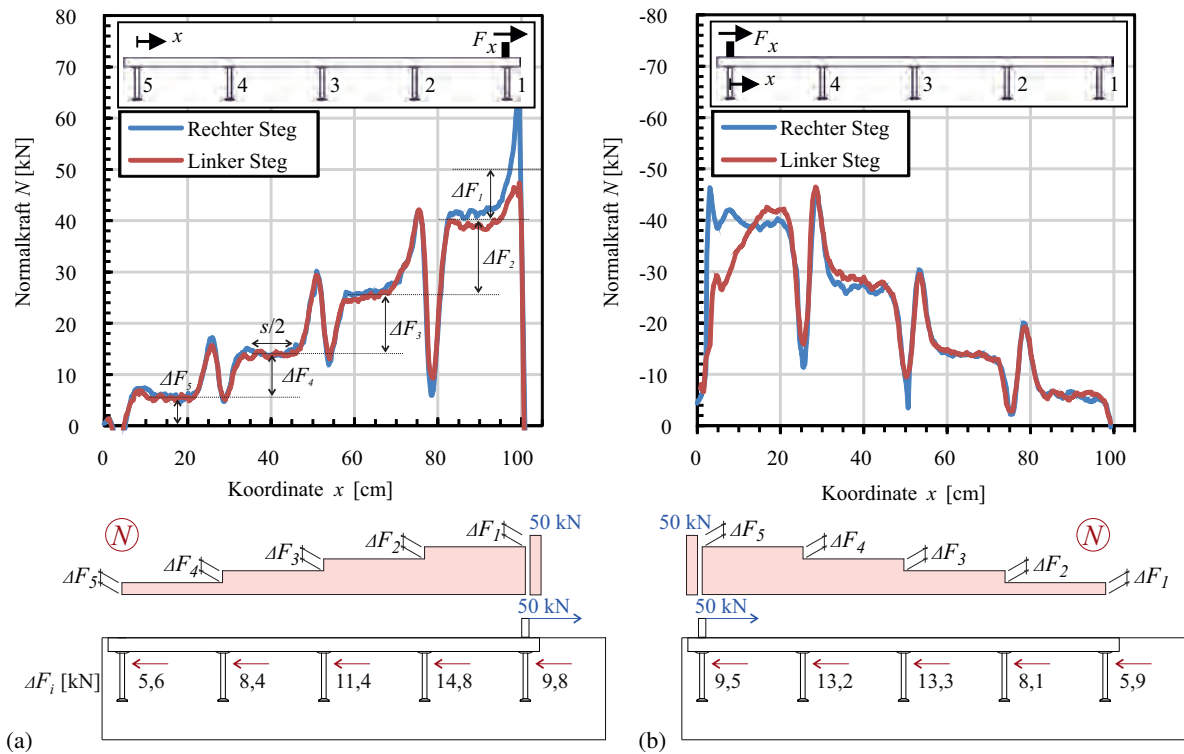 80
70
60
50
40
30
20
10
0
Normalkraft N [kN]
x
F_x
5 4 3 2 1
Rechter Steg
Linker Steg
ΔF_1
ΔF_2
ΔF_3
s/2
ΔF_4
ΔF_5
0 20 40 60 80 100
Koordinate x [cm]
N
50 kN
ΔF_5 ΔF_4 ΔF_3 ΔF_2 ΔF_1
50 kN
ΔF_i [kN] 5,6 8,4 11,4 14,8 9,8
(a)
-80
-70
-60
-50
-40
-30
-20
-10
0
Normalkraft N [kN]
F_x
x
4 3 2 1
Rechter Steg
Linker Steg
0 20 40 60 80 100
Koordinate x [cm]
50 kN
N
ΔF_5 ΔF_4 ΔF_3 ΔF_2 ΔF_1
50 kN
9,5 13,2 13,3 8,1 5,9
(b)